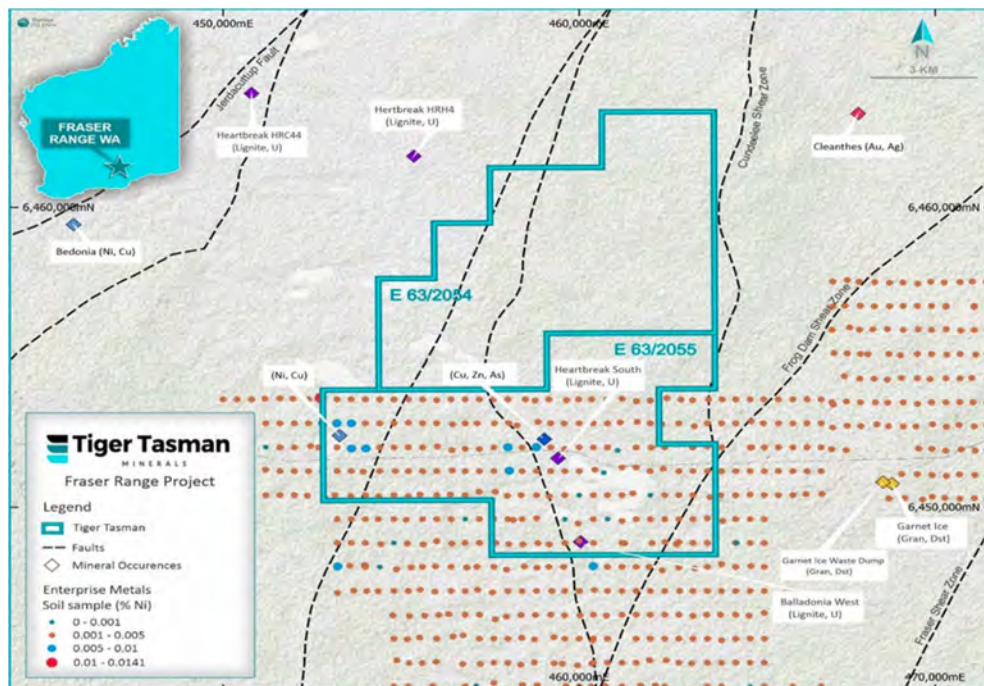 450,000mE
460,000mE
N
3 KM
Jerdacuttup Fault
FRASER
RANGE WA
Heartbreak HRC44
(Lignite, U)
Hertbreak HRH4
(Lignite, U)
Cundeelee Shear Zone
Cleanthes (Au, Ag)
6,460,000mN
6,460,000mN
Bedonia (Ni, Cu)
E 63/2054
Frog Dam Shear Zone
E 63/2055
(Ni, Cu)
(Cu, Zn, As)
Heartbreak South
(Lignite, U)
Tiger Tasman
MINERALS
Fraser Range Project
Legend
Tiger Tasman
Faults
Mineral Occurences
Enterprise Metals
Soil sample (% Ni)
0 - 0.001
0.001 - 0.005
0.005 - 0.01
0.01 - 0.0141
6,450,000mN
Garnet Ice
(Gran, Dst)
Garnet Ice Waste Dump
(Gran, Dst)
Balladonia West
(Lignite, U)
Fraser Shear Zone
460,000mE
470,000mE